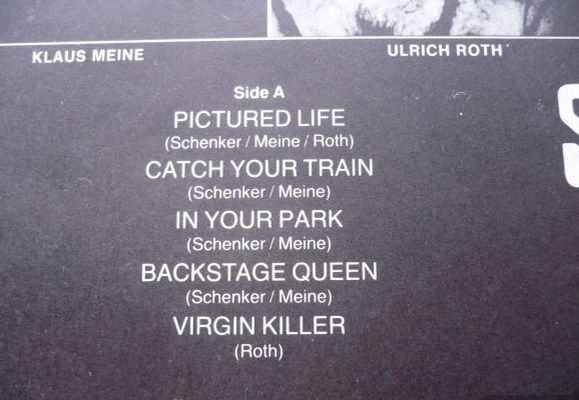 KLAUS MEINE
ULRICH ROTH
Side A
PICTURED LIFE
(Schenker / Meine / Roth)
CATCH YOUR TRAIN
(Schenker / Meine)
IN YOUR PARK
(Schenker / Meine)
BACKSTAGE QUEEN
(Schenker / Meine)
VIRGIN KILLER
(Roth)